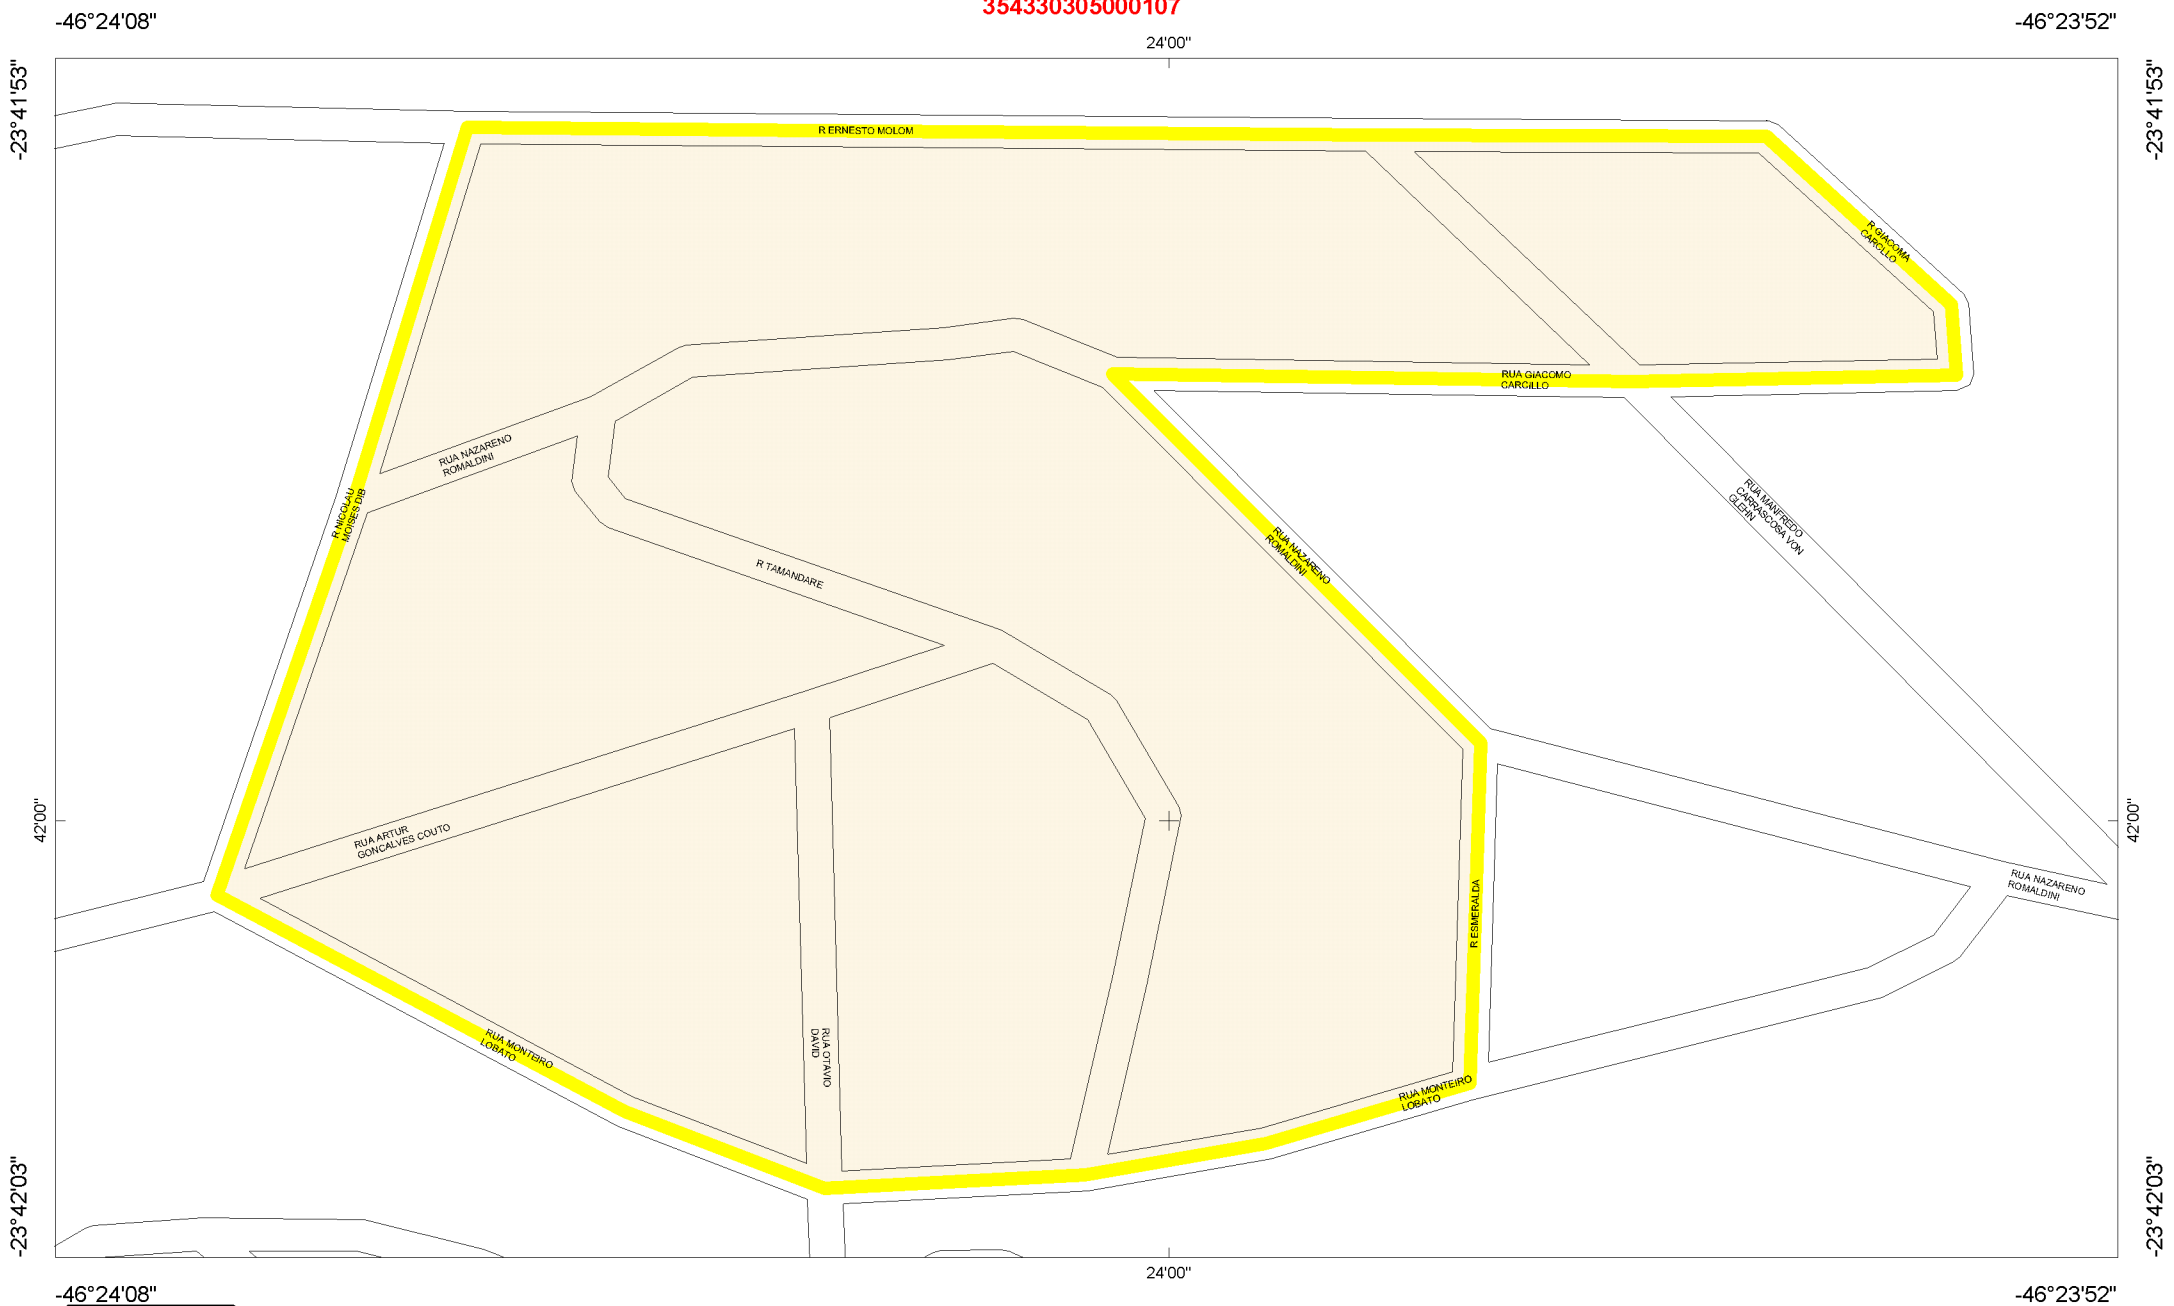 354330305000107
-46°24'08"
-46°23'52"
24'00"
-23°41'53"
-23°41'53"
R ERNESTO MOLOM
R GIACOMA
CARCLLO
RUA GIACOMO
CARCILLO
RUA NAZARENO
ROMALDINI
R NICOLAU
MOISES DIB
RUA MANFREDO
CARRASCOSA VON
GLEHN
RUA NAZARENO
ROMALDINI
R TAMANDARE
42'00"
42'00"
RUA ARTUR
GONCALVES COUTO
RUA NAZARENO
ROMALDINI
R ESMERALDA
RUA MONTEIRO
LOBATO
RUA OTAVIO
DAVID
RUA MONTEIRO
LOBATO
-23°42'03"
-23°42'03"
24'00"
-46°24'08"
-46°23'52"